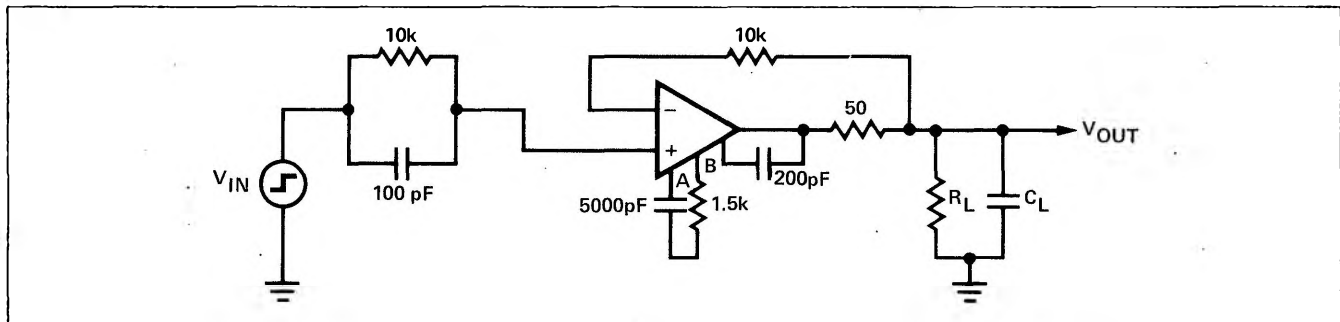 10k
10k
50
V_OUT
−
+
A
B
V_IN
100 pF
5000pF
1.5k
200pF
R_L
C_L